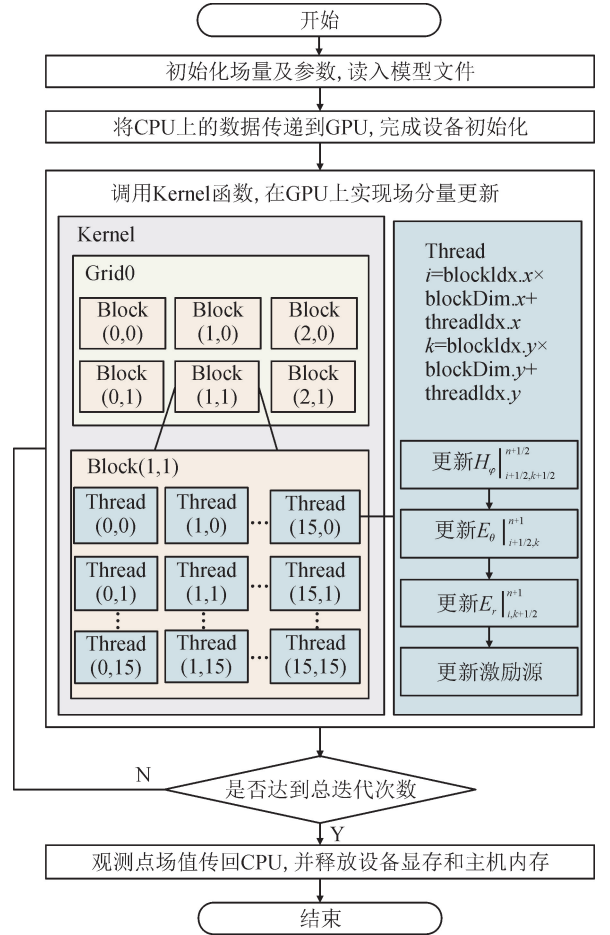 开始
初始化场量及参数,读入模型文件
将CPU上的数据传递到GPU,完成设备初始化
调用Kernel函数,在GPU上实现场分量更新
Kernel
Grid0
Block
(0,0)
Block
(1,0)
Block
(2,0)
Block
(0,1)
Block
(1,1)
Block
(2,1)
Block(1,1)
Thread
(0,0)
Thread
(1,0)
...
Thread
(15,0)
Thread
(0,1)
Thread
(1,1)
...
Thread
(15,1)
Thread
(0,15)
Thread
(1,15)
...
Thread
(15,15)
Thread
i=blockIdx.x×
blockDim.x+
threadIdx.x
k=blockIdx.y×
blockDim.y+
threadIdx.y
更新Hφ|n+1/2 i+1/2,k+1/2
更新Eθ|n+1 i+1/2,k
更新Er|n+1 i,k+1/2
更新激励源
是否达到总迭代次数
N
Y
观测点场值传回CPU,并释放设备显存和主机内存
结束